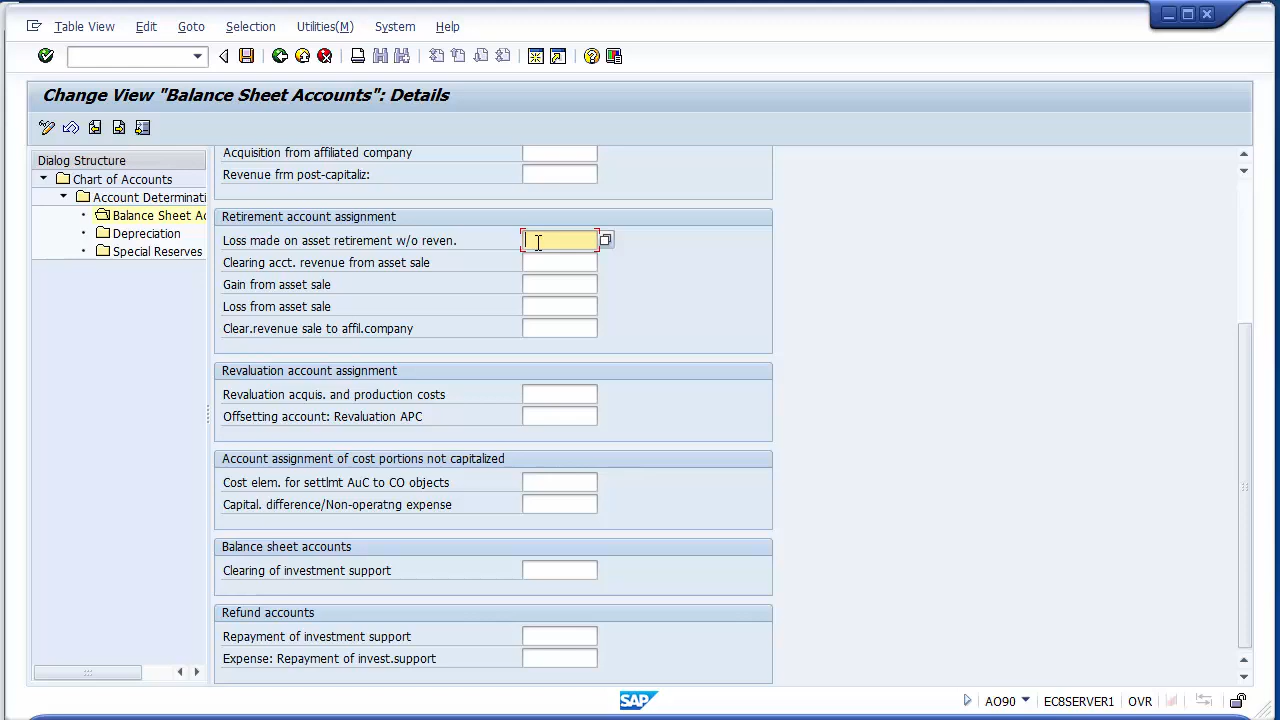 Table View Edit Goto Selection Utilities(M) System Help
Change View "Balance Sheet Accounts": Details
Dialog Structure
Chart of Accounts
Account Determinati
Balance Sheet Ac
Depreciation
Special Reserves
Acquisition from affiliated company
Revenue frm post-capitaliz:
Retirement account assignment
Loss made on asset retirement w/o reven.
Clearing acct. revenue from asset sale
Gain from asset sale
Loss from asset sale
Clear.revenue sale to affil.company
Revaluation account assignment
Revaluation acquis. and production costs
Offsetting account: Revaluation APC
Account assignment of cost portions not capitalized
Cost elem. for settlmt AuC to CO objects
Capital. difference/Non-operatng expense
Balance sheet accounts
Clearing of investment support
Refund accounts
Repayment of investment support
Expense: Repayment of invest.support
SAP AO90 EC8SERVER1 OVR